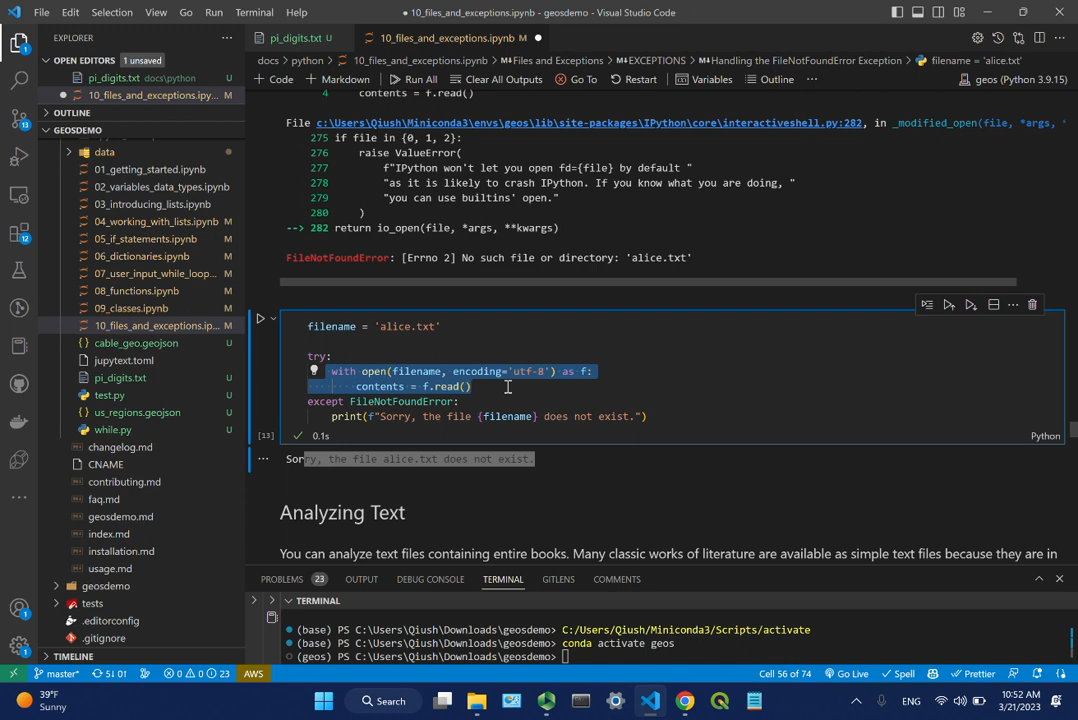 File Edit Selection View Go Run Terminal Help
● 10_files_and_exceptions.ipynb - geosdemo - Visual Studio Code
EXPLORER
OPEN EDITORS 1 unsaved
pi_digits.txt docs\python U
10_files_and_exceptions.ipy... M
OUTLINE
GEOSDEMO
data
01_getting_started.ipynb
02_variables_data_types.ipynb
03_introducing_lists.ipynb
04_working_with_lists.ipynb M
05_if_statements.ipynb M
06_dictionaries.ipynb M
07_user_input_while_loop... M
08_functions.ipynb M
09_classes.ipynb M
10_files_and_exceptions.ip... M
cable_geo.geojson U
jupytext.toml
pi_digits.txt U
test.py U
us_regions.geojson U
while.py U
changelog.md
CNAME
contributing.md
faq.md
geosdemo.md
index.md
installation.md
usage.md
geosdemo
tests
.editorconfig
.gitignore
TIMELINE
pi_digits.txt U
10_files_and_exceptions.ipynb M ●
docs > python > 10_files_and_exceptions.ipynb > Files and Exceptions > EXCEPTIONS > Handling the FileNotFoundError Exception > filename = 'alice.txt'
+ Code + Markdown Run All Clear All Outputs Go To Restart Variables Outline ... geos (Python 3.9.15)
4 contents = f.read()
File c:\Users\Qiush\Miniconda3\envs\geos\lib\site-packages\IPython\core\interactiveshell.py:282, in _modified_open(file, *args,
275 if file in {0, 1, 2}:
276 raise ValueError(
277 f"IPython won't let you open fd={file} by default "
278 "as it is likely to crash IPython. If you know what you are doing, "
279 "you can use builtins' open."
280 )
--> 282 return io_open(file, *args, **kwargs)
FileNotFoundError: [Errno 2] No such file or directory: 'alice.txt'
filename = 'alice.txt'
try:
with open(filename, encoding='utf-8') as f:
contents = f.read()
except FileNotFoundError:
print(f"Sorry, the file {filename} does not exist.")
[13] 0.1s Python
Sorry, the file alice.txt does not exist.
Analyzing Text
You can analyze text files containing entire books. Many classic works of literature are available as simple text files because they are in
PROBLEMS 23 OUTPUT DEBUG CONSOLE TERMINAL GITLENS COMMENTS
TERMINAL
(base) PS C:\Users\Qiush\Downloads\geosdemo> C:/Users/Qiush/Miniconda3/Scripts/activate
(base) PS C:\Users\Qiush\Downloads\geosdemo> conda activate geos
(geos) PS C:\Users\Qiush\Downloads\geosdemo>
master* 5↓ 0↑ 0 0 23 AWS Cell 56 of 74 Go Live Spell Prettier
39°F
Sunny
Search
ENG
10:52 AM
3/21/2023